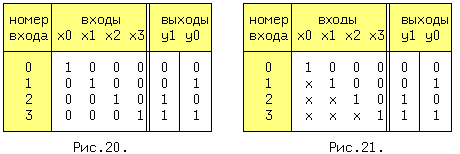 номер входы выходы
входа x0 x1 x2 x3 y1 y0
0 1 0 0 0 0 0
1 0 1 0 0 0 1
2 0 0 1 0 1 0
3 0 0 0 1 1 1
Рис.20.
номер входы выходы
входа x0 x1 x2 x3 y1 y0
0 1 0 0 0 0 0
1 x 1 0 0 0 1
2 x x 1 0 1 0
3 x x x 1 1 1
Рис.21.